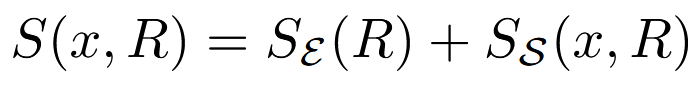 S(x, R) = S_ℰ(R) + S_𝒮(x, R)